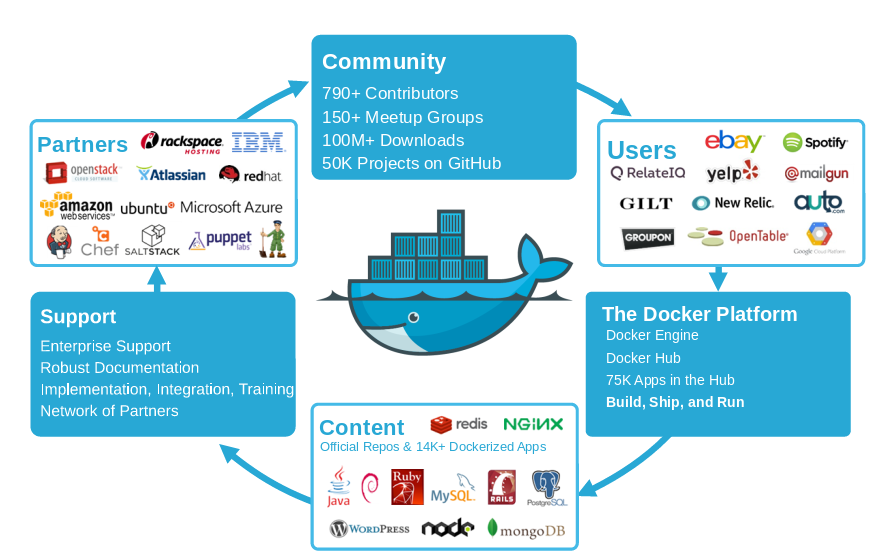 Community
790+ Contributors
150+ Meetup Groups
100M+ Downloads
50K Projects on GitHub
Users
ebay™
Spotify®
RelateIQ
yelp
@mailgun
GILT
New Relic.
auto.com
GROUPON
OpenTable®
Google Cloud Platform
The Docker Platform
Docker Engine
Docker Hub
75K Apps in the Hub
Build, Ship, and Run
Content
redis
NGINX
Official Repos & 14K+ Dockerized Apps
Java
Ruby
MySQL
RAILS
PostgreSQL
WORDPRESS
node
mongoDB
Support
Enterprise Support
Robust Documentation
Implementation, Integration, Training
Network of Partners
Partners
rackspace
HOSTING
IBM
openstack
CLOUD SOFTWARE
Atlassian
redhat
amazon
webservices™
ubuntu
Microsoft Azure
Chef
SALTSTACK
puppet
labs